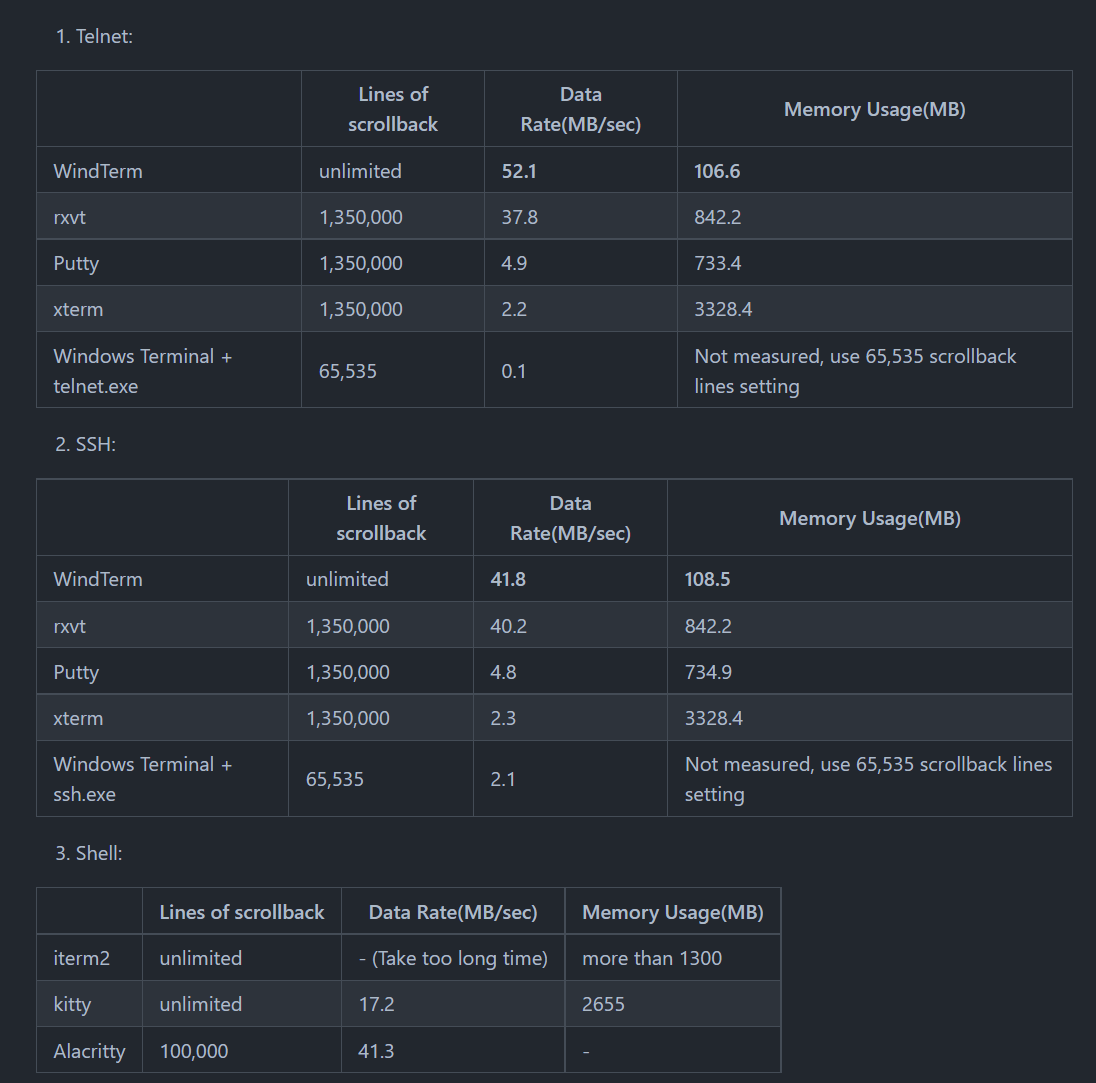 1. Telnet:
Lines of scrollback Data Rate(MB/sec) Memory Usage(MB)
WindTerm unlimited 52.1 106.6
rxvt 1,350,000 37.8 842.2
Putty 1,350,000 4.9 733.4
xterm 1,350,000 2.2 3328.4
Windows Terminal + telnet.exe 65,535 0.1 Not measured, use 65,535 scrollback lines setting
2. SSH:
Lines of scrollback Data Rate(MB/sec) Memory Usage(MB)
WindTerm unlimited 41.8 108.5
rxvt 1,350,000 40.2 842.2
Putty 1,350,000 4.8 734.9
xterm 1,350,000 2.3 3328.4
Windows Terminal + ssh.exe 65,535 2.1 Not measured, use 65,535 scrollback lines setting
3. Shell:
Lines of scrollback Data Rate(MB/sec) Memory Usage(MB)
iterm2 unlimited - (Take too long time) more than 1300
kitty unlimited 17.2 2655
Alacritty 100,000 41.3 -